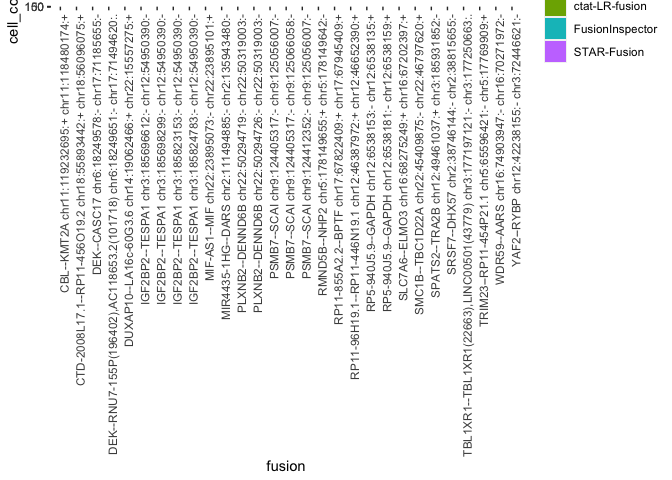 cell_co
160
ctat-LR-fusion
FusionInspector
STAR-Fusion
CBL--KMT2A chr11:119232695:+ chr11:118480174:+
CTD-2008L17.1--RP11-456O19.2 chr18:55893442:+ chr18:56096075:+
DEK--CASC17 chr6:18249578:- chr17:71185655:-
DEK--RNU7-155P(196402),AC118653.2(101718) chr6:18249651:- chr17:71494620:
DUXAP10--LA16c-60G3.6 chr14:19062466:+ chr22:15557275:+
IGF2BP2--TESPA1 chr3:185696612:- chr12:54950390:-
IGF2BP2--TESPA1 chr3:185698299:- chr12:54950390:-
IGF2BP2--TESPA1 chr3:185823153:- chr12:54950390:-
IGF2BP2--TESPA1 chr3:185824783:- chr12:54950390:-
MIF-AS1--MIF chr22:23895073:- chr22:23895101:+
MIR4435-1HG--DARS chr2:111494885:- chr2:135943480:-
PLXNB2--DENND6B chr22:50294719:- chr22:50319003:-
PLXNB2--DENND6B chr22:50294726:- chr22:50319003:-
PSMB7--SCAI chr9:124405317:- chr9:125056007:-
PSMB7--SCAI chr9:124405317:- chr9:125066058:-
PSMB7--SCAI chr9:124412352:- chr9:125056007:-
RMND5B--NHP2 chr5:178149655:+ chr5:178149642:-
RP11-855A2.2--BPTF chr17:67822409:+ chr17:67945409:+
RP11-96H19.1--RP11-446N19.1 chr12:46387972:+ chr12:46652390:+
RP5-940J5.9--GAPDH chr12:6538153:- chr12:6538135:+
RP5-940J5.9--GAPDH chr12:6538181:- chr12:6538159:+
SLC7A6--ELMO3 chr16:68275249:+ chr16:67202397:+
SMC1B--TBC1D22A chr22:45409875:- chr22:46797620:+
SPATS2--TRA2B chr12:49461037:+ chr3:185931852:-
SRSF7--DHX57 chr2:38746144:- chr2:38815655:-
TBL1XR1--TBL1XR1(22663),LINC00501(43779) chr3:177197121:- chr3:177250663:
TRIM23--RP11-454P21.1 chr5:65596421:- chr5:17769909:+
WDR59--AARS chr16:74903947:- chr16:70271972:-
YAF2--RYBP chr12:42238155:- chr3:72446621:-
fusion